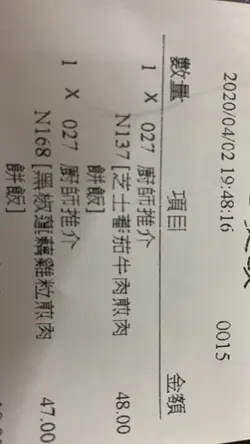 2020/04/02 19:48:16 0015
數量 項目 金額
1 X 027 廚師推介
N137 [芝士蕃茄牛肉煎肉 48.00
餅飯]
1 X 027 廚師推介
N168 [黑椒蓮藕雞粒煎肉 47.00
餅飯]